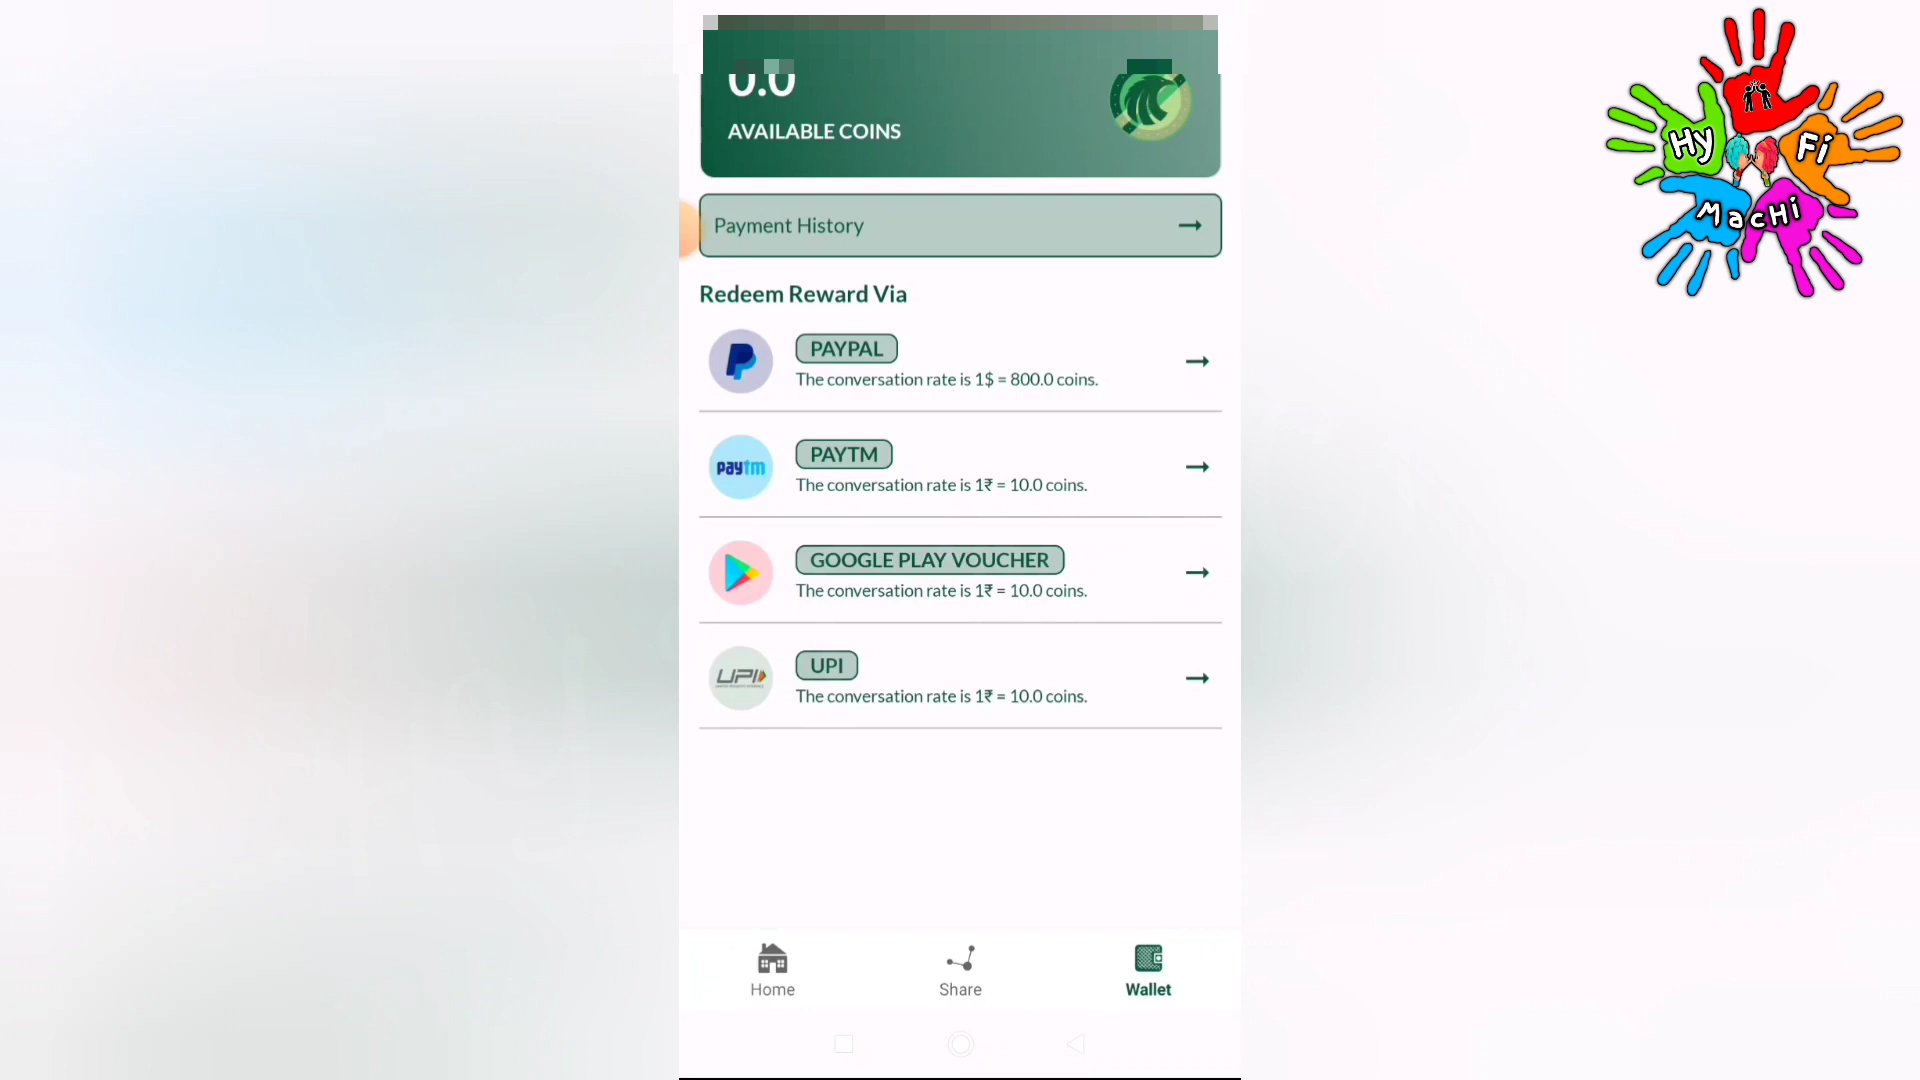 0.0
AVAILABLE COINS
Payment History
Redeem Reward Via
PAYPAL
The conversation rate is 1$ = 800.0 coins.
paytm
PAYTM
The conversation rate is 1₹ = 10.0 coins.
GOOGLE PLAY VOUCHER
The conversation rate is 1₹ = 10.0 coins.
UPI
UPI
The conversation rate is 1₹ = 10.0 coins.
Home
Share
Wallet
Hy
Fi
MacHi